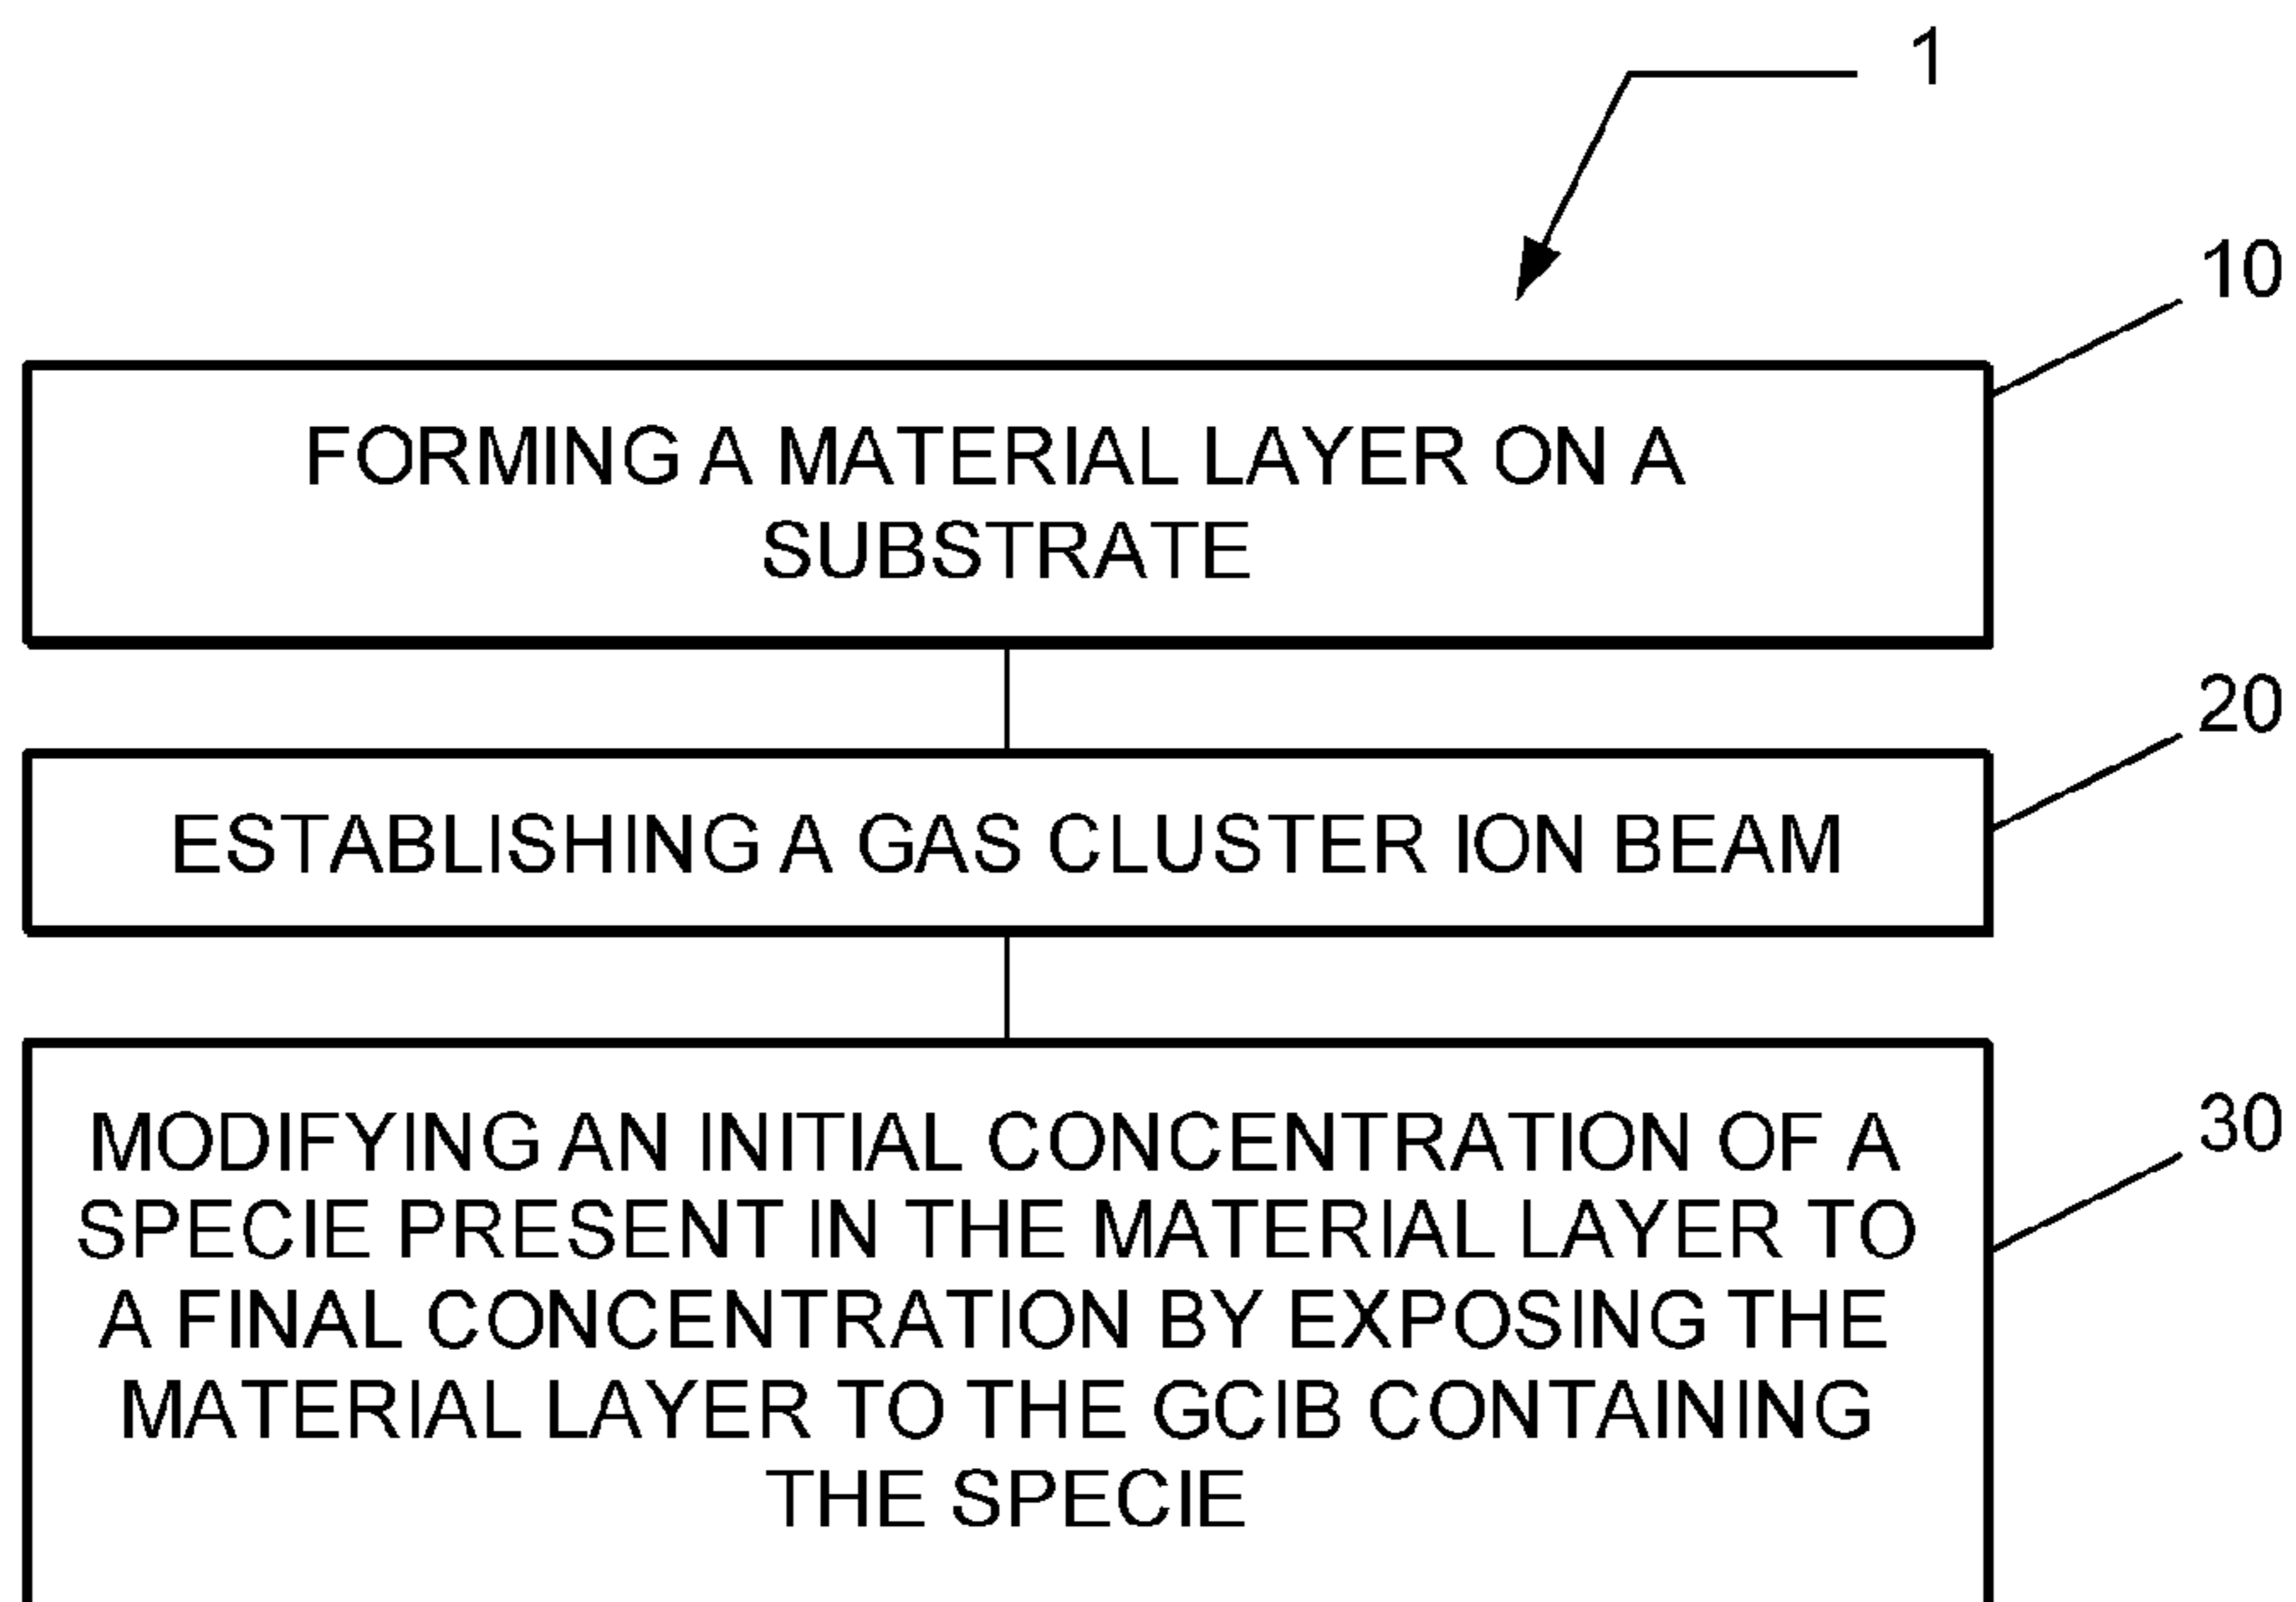 1
10
FORMING A MATERIAL LAYER ON A
SUBSTRATE
20
ESTABLISHING A GAS CLUSTER ION BEAM
30
MODIFYING AN INITIAL CONCENTRATION OF A
SPECIE PRESENT IN THE MATERIAL LAYER TO
A FINAL CONCENTRATION BY EXPOSING THE
MATERIAL LAYER TO THE GCIB CONTAINING
THE SPECIE